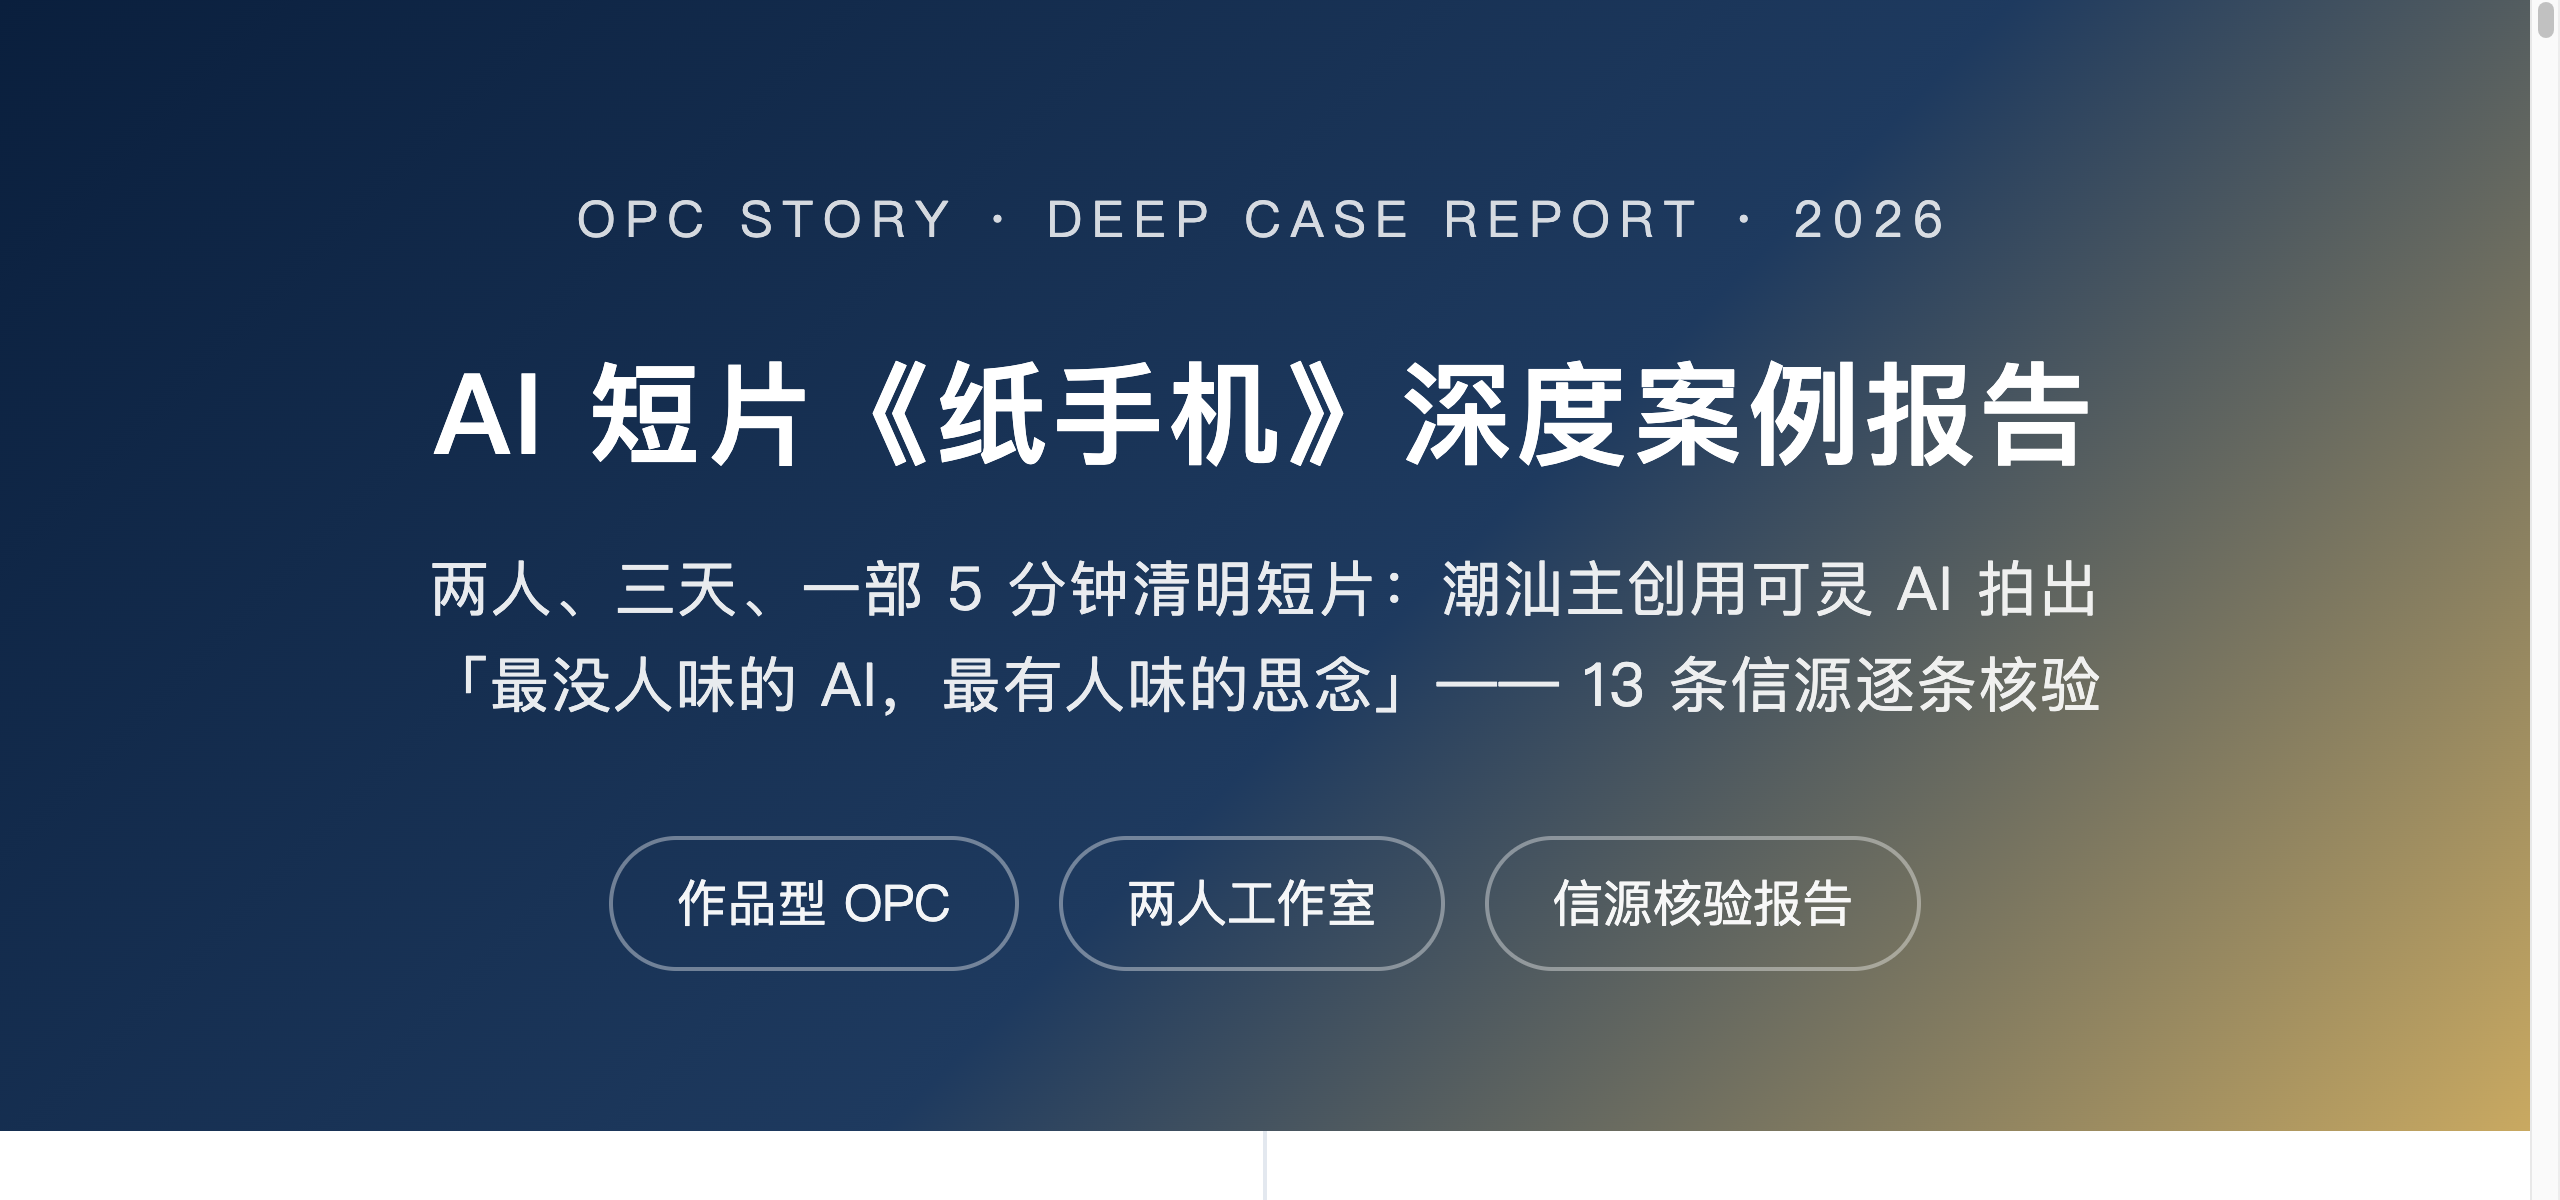 OPC STORY · DEEP CASE REPORT · 2026
AI 短片《纸手机》深度案例报告
两人、三天、一部 5 分钟清明短片：潮汕主创用可灵 AI 拍出
「最没人味的 AI，最有人味的思念」—— 13 条信源逐条核验
作品型 OPC
两人工作室
信源核验报告